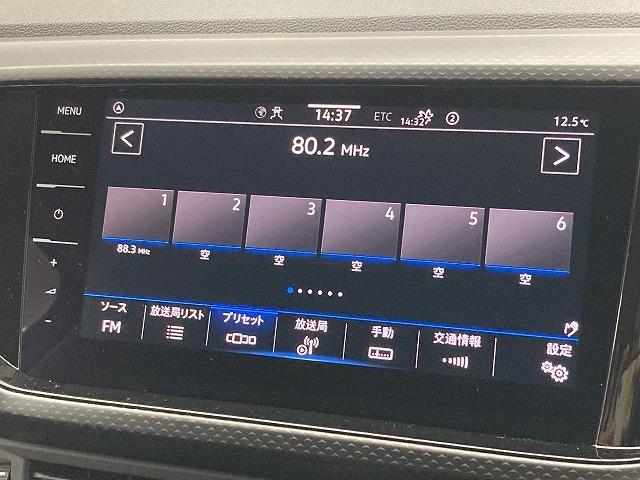 MENU
HOME
14:37
ETC
14:32
2
12.5℃
80.2 MHz
1
2
3
4
5
6
88.3 MHz
空
空
空
空
空
ソース
FM
放送局リスト
プリセット
放送局
手動
交通情報
設定